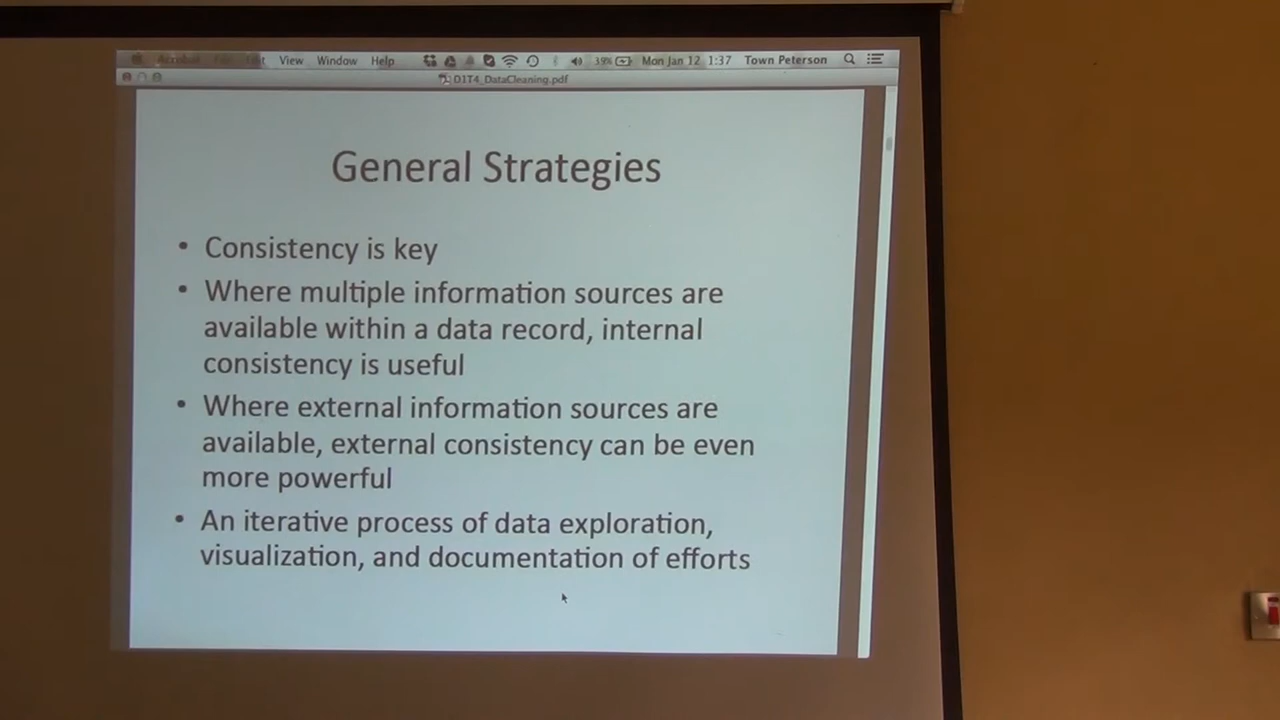 View Window Help 39% Mon Jan 12 1:37 Town Peterson
D1T4_DataCleaning.pdf
General Strategies
• Consistency is key
• Where multiple information sources are
available within a data record, internal
consistency is useful
• Where external information sources are
available, external consistency can be even
more powerful
• An iterative process of data exploration,
visualization, and documentation of efforts